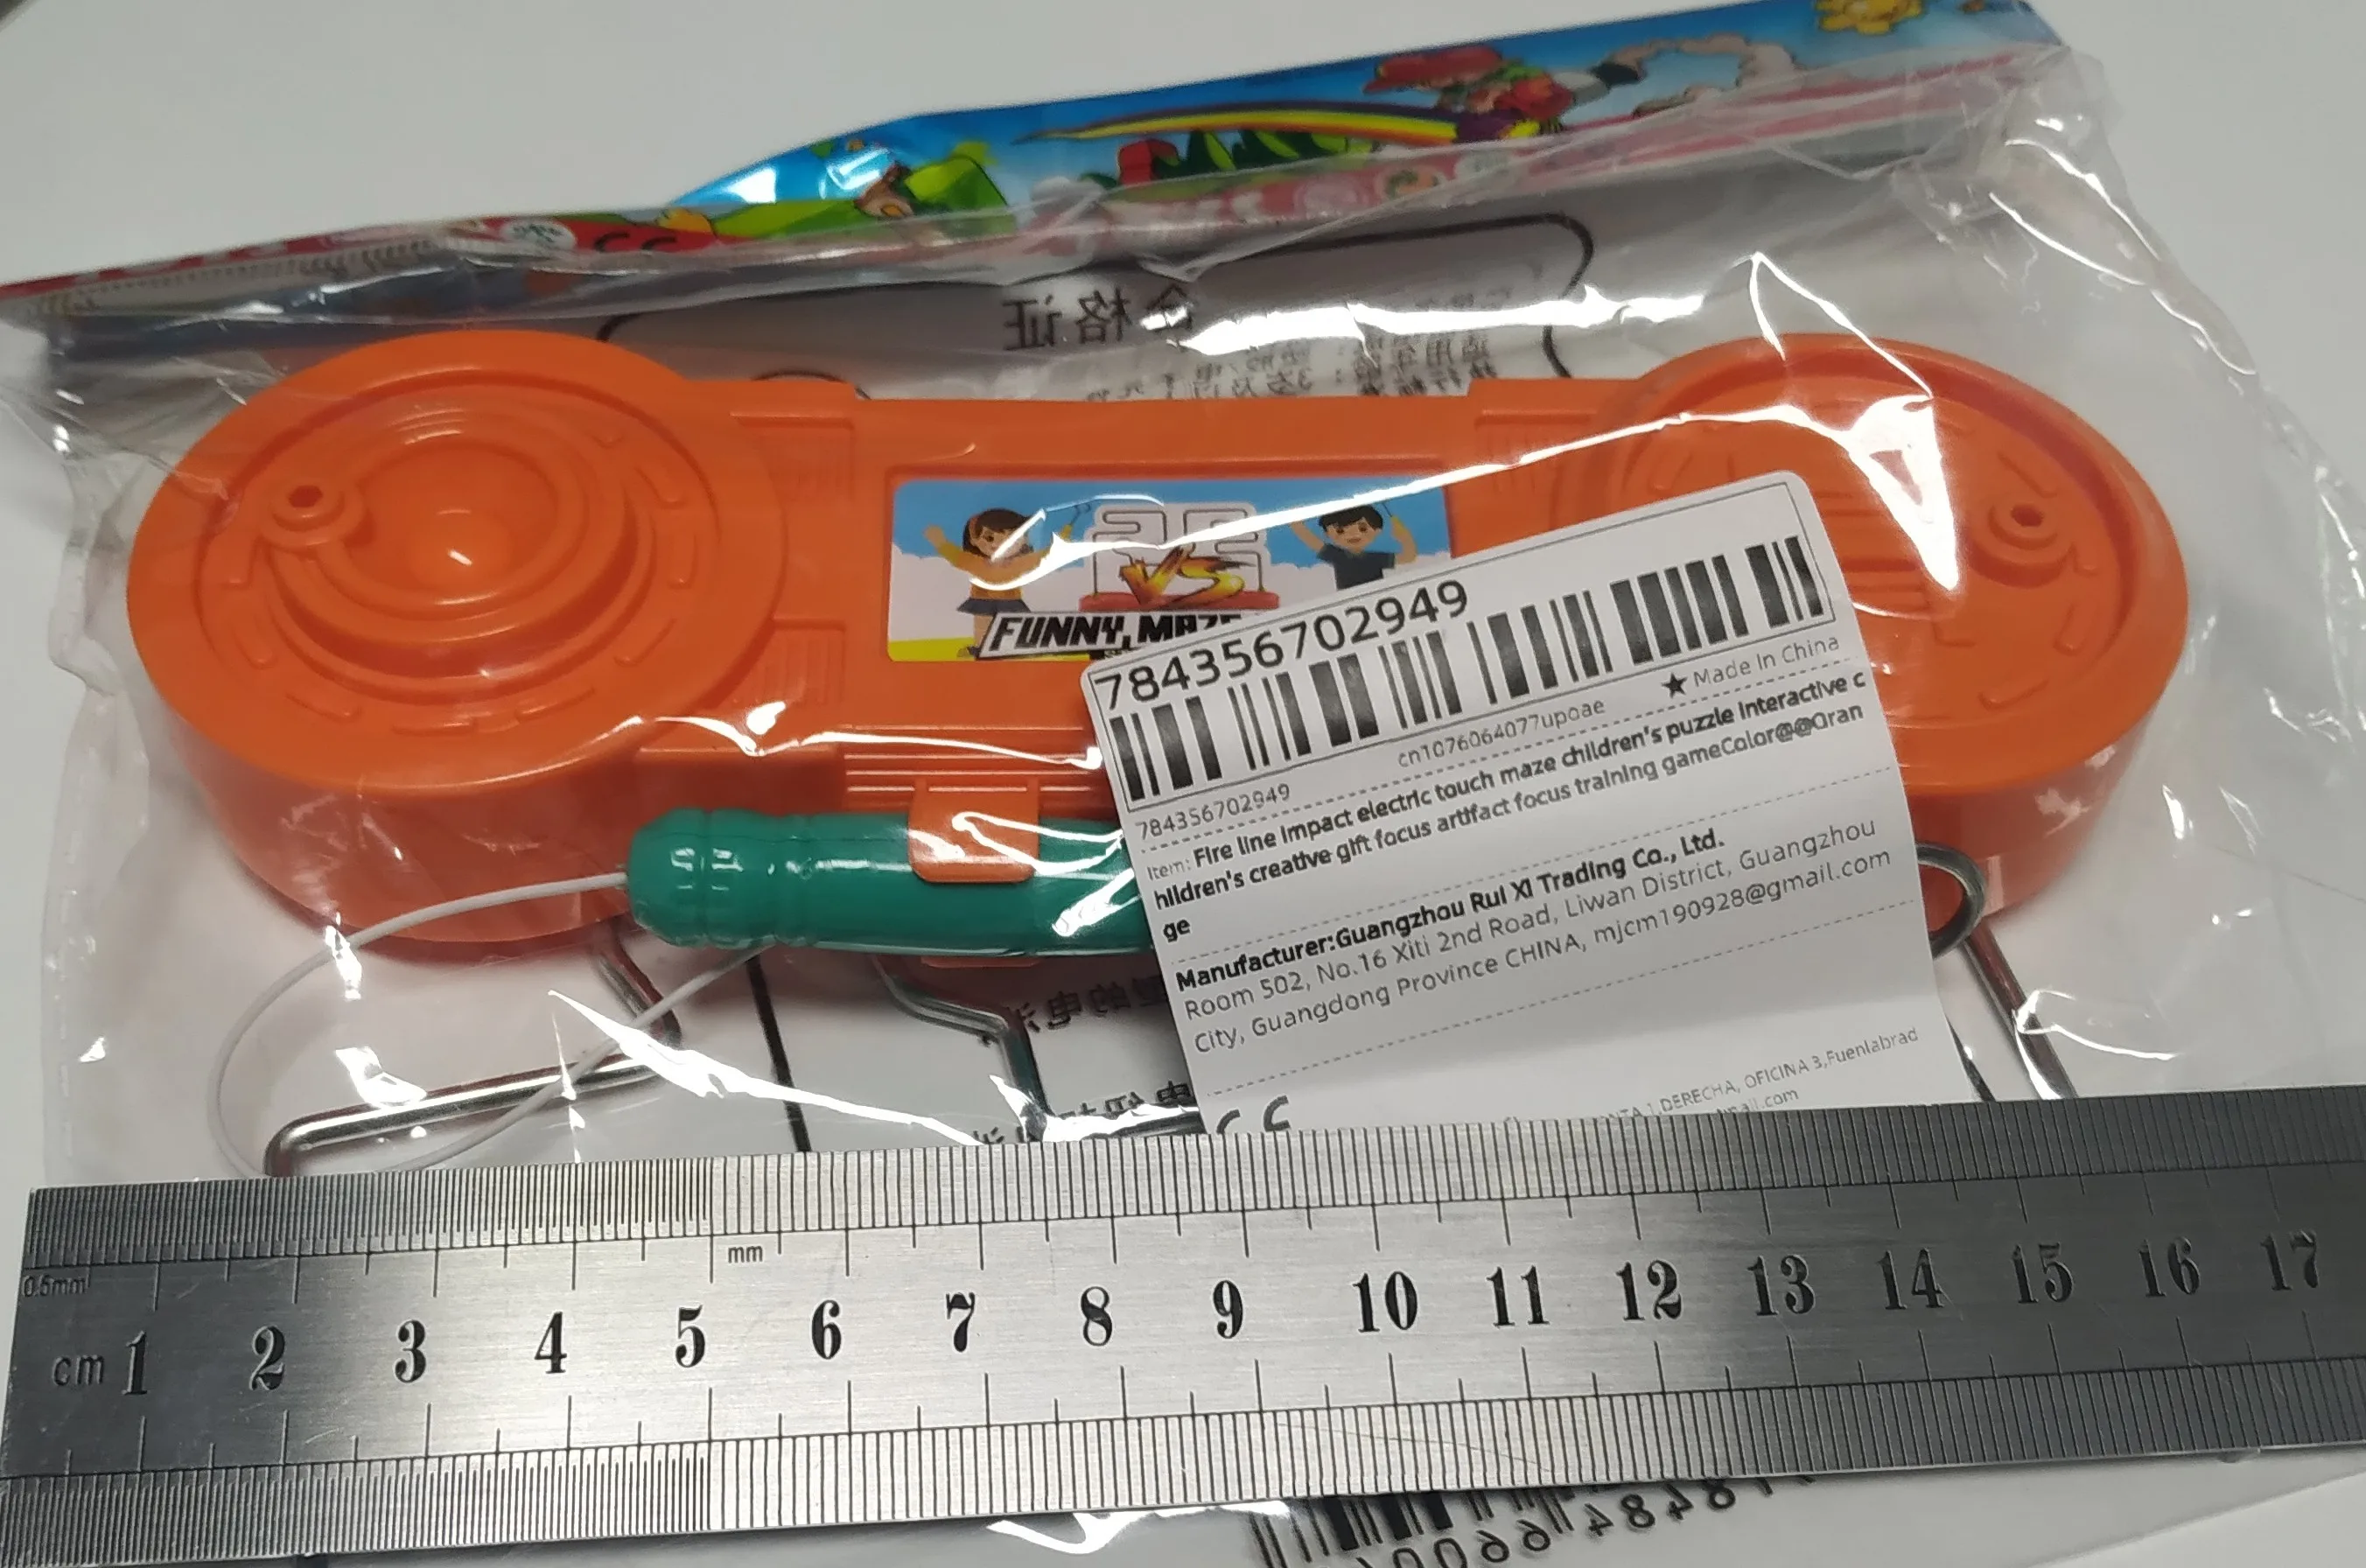 合格证
VS
FUNNY MAZE
784356702949
★ Made In China
cn1076064077upoae
784356702949
Item: Fire line impact electric touch maze children's puzzle interactive c
hildren's creative gift focus artifact focus training gameColor@@Oran
ge
Manufacturer:Guangzhou Rui Xi Trading Co., Ltd.
Room 502, No.16 Xiti 2nd Road, Liwan District, Guangzhou
City, Guangdong Province CHINA, mjcm190928@gmail.com
1 DERECHA, OFICINA 3,Fuenlabrad
CE
0.5mm
mm
cm 1 2 3 4 5 6 7 8 9 10 11 12 13 14 15 16 17